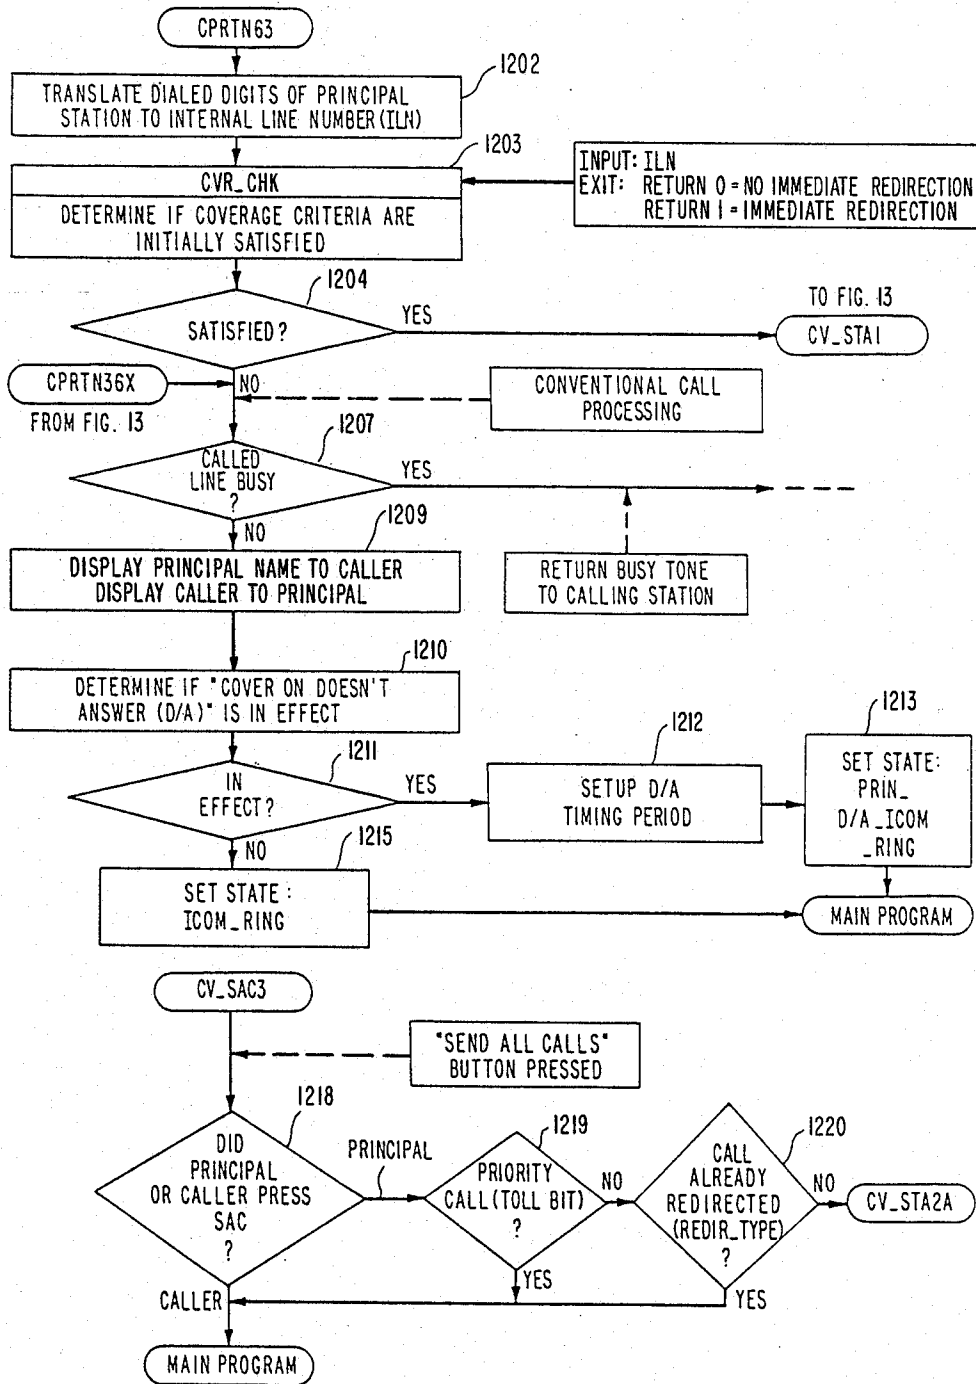 CPRTN63
1202
TRANSLATE DIALED DIGITS OF PRINCIPAL
STATION TO INTERNAL LINE NUMBER (ILN)
1203
CVR_CHK
DETERMINE IF COVERAGE CRITERIA ARE
INITIALLY SATISFIED
INPUT: ILN
EXIT: RETURN 0 = NO IMMEDIATE REDIRECTION
RETURN 1 = IMMEDIATE REDIRECTION
1204
SATISFIED?
YES
TO FIG. 13
CV_STA1
NO
CPRTN36X
FROM FIG. 13
CONVENTIONAL CALL
PROCESSING
1207
CALLED
LINE BUSY
?
YES
NO
RETURN BUSY TONE
TO CALLING STATION
1209
DISPLAY PRINCIPAL NAME TO CALLER
DISPLAY CALLER TO PRINCIPAL
1210
DETERMINE IF "COVER ON DOESN'T
ANSWER (D/A)" IS IN EFFECT
1211
IN
EFFECT?
YES
NO
1212
SETUP D/A
TIMING PERIOD
1213
SET STATE:
PRIN_
D/A_ICOM
_RING
1215
SET STATE:
ICOM_RING
MAIN PROGRAM
CV_SAC3
"SEND ALL CALLS"
BUTTON PRESSED
1218
DID
PRINCIPAL
OR CALLER PRESS
SAC
?
PRINCIPAL
1219
PRIORITY
CALL (TOLL BIT)
?
NO
YES
1220
CALL
ALREADY
REDIRECTED
(REDIR_TYPE)
?
NO
YES
CV_STA2A
CALLER
MAIN PROGRAM